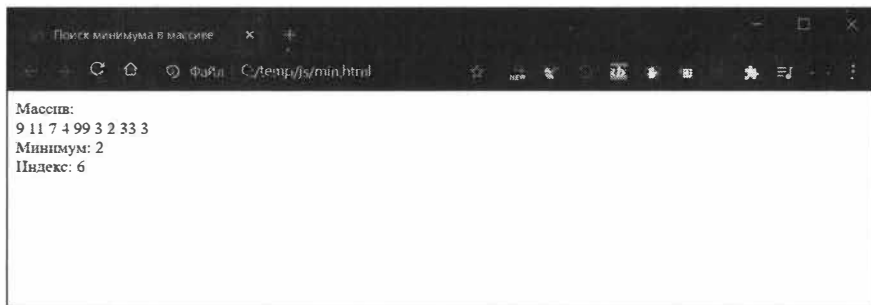 Поиск минимума в массиве
Файл C:/temp/js/min.html
NEW
Массив:
9 11 7 4 99 3 2 33 3
Минимум: 2
Индекс: 6